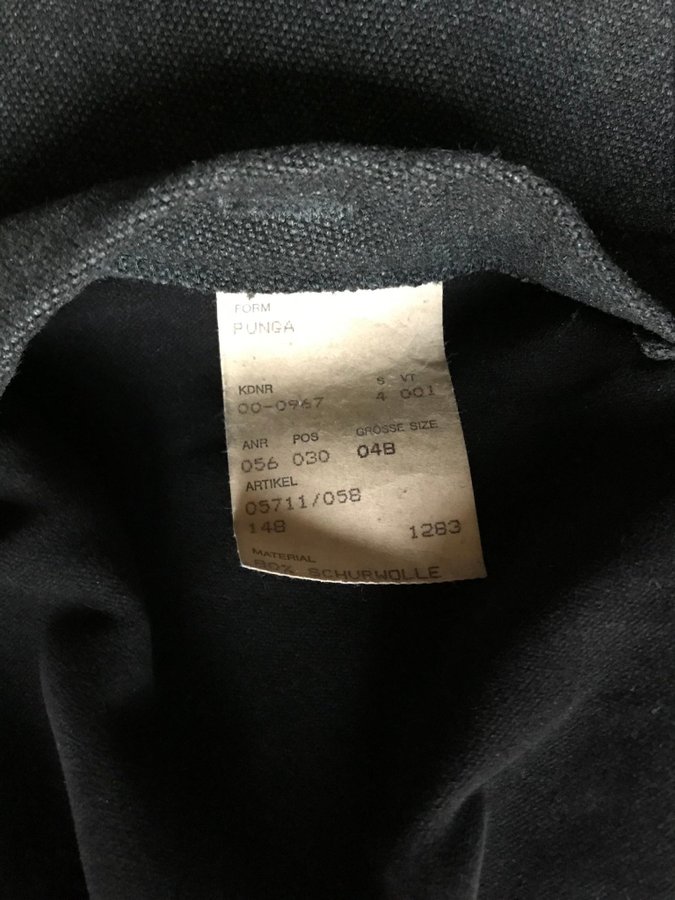 FORM
PUNGA
KDNR S VT
00-0967 4 001
ANR POS GRÖSSE SIZE
056 030 048
ARTIKEL
05711/058
148 1283
MATERIAL
80% SCHURWOLLE